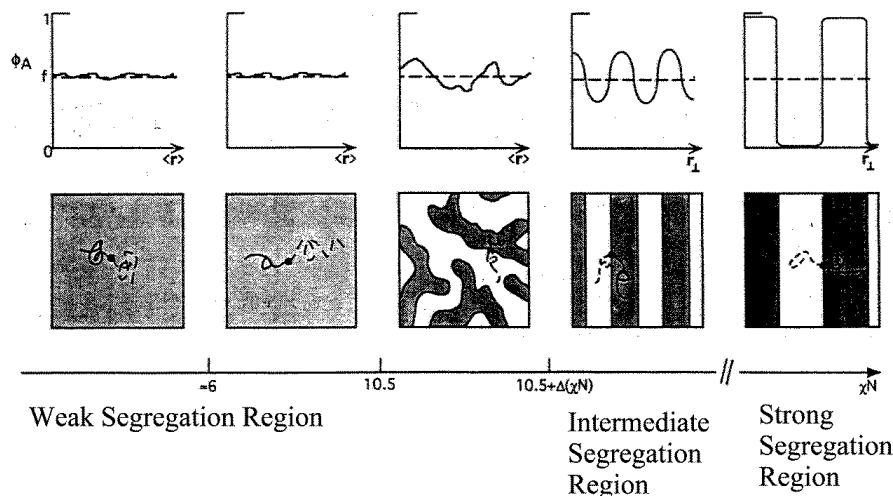 1
ϕA
f
0
<r>
<r>
<r>
r⊥
r⊥
≈6
10.5
10.5+Δ(χN)
χN
Weak Segregation Region
Intermediate
Segregation
Region
Strong
Segregation
Region